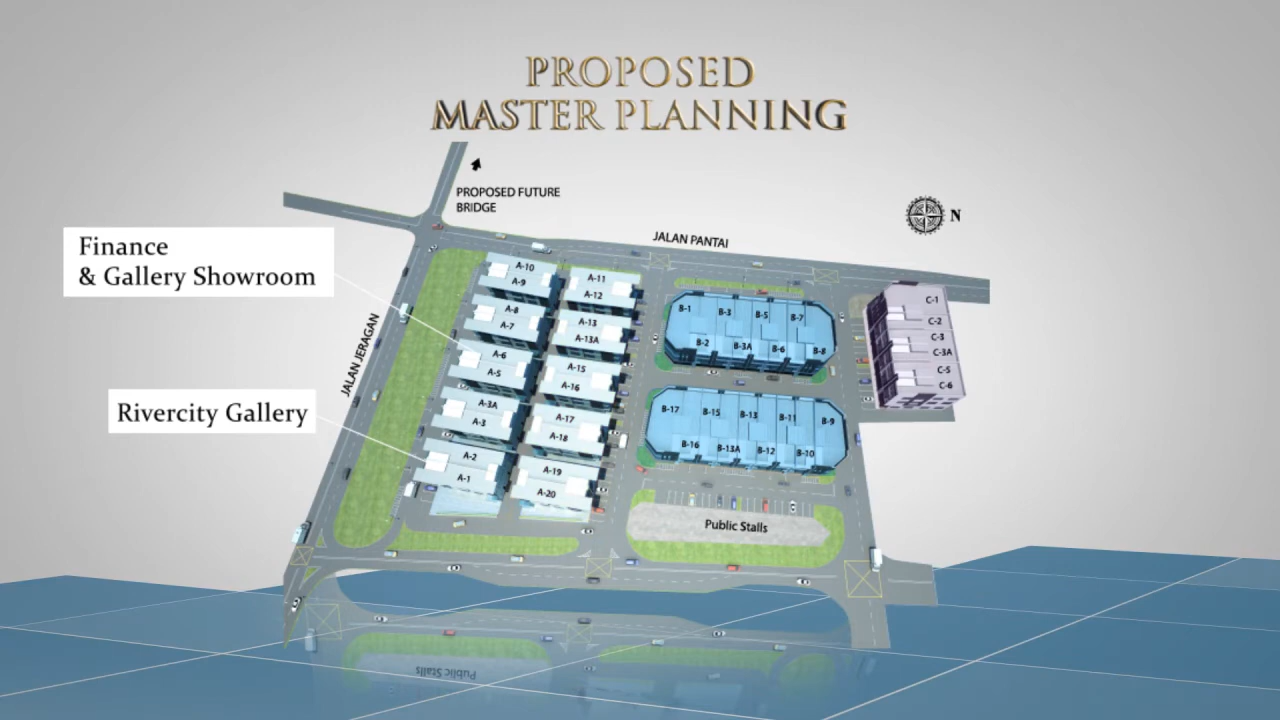 PROPOSED
MASTER PLANNING
PROPOSED FUTURE
BRIDGE
N
JALAN PANTAI
Finance
& Gallery Showroom
JALAN JERAGAN
Rivercity Gallery
A-10
A-9
A-8
A-7
A-6
A-5
A-3A
A-3
A-2
A-1
A-11
A-12
A-13
A-13A
A-15
A-16
A-17
A-18
A-19
A-20
B-1
B-3
B-5
B-7
B-2
B-3A
B-6
B-8
B-17
B-15
B-13
B-11
B-9
B-16
B-13A
B-12
B-10
C-1
C-2
C-3
C-3A
C-5
C-6
Public Stalls
Public Stalls